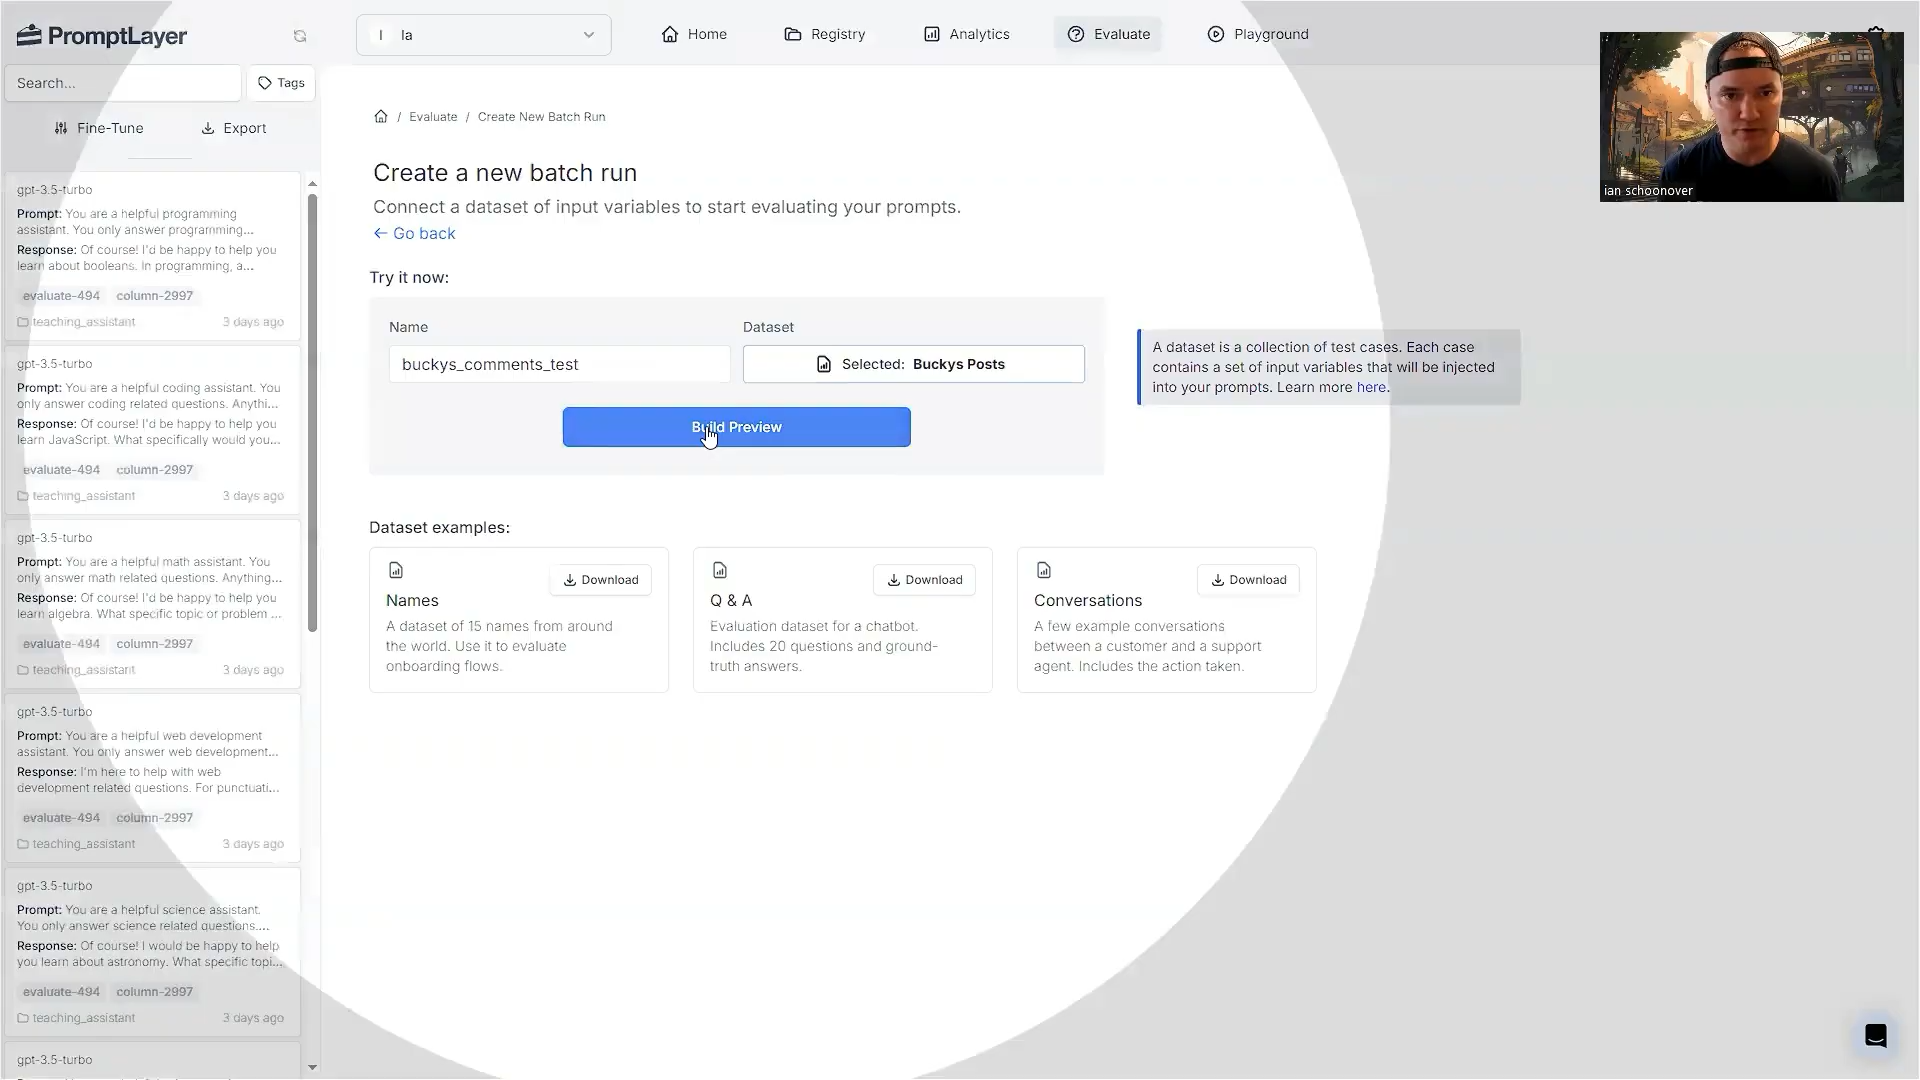 PromptLayer
Search...
Tags
Fine-Tune
Export
gpt-3.5-turbo
Prompt: You are a helpful programming
assistant. You only answer programming...
Response: Of course! I'd be happy to help you
learn about booleans. In programming, a...
evaluate-494 column-2997
teaching_assistant 3 days ago
gpt-3.5-turbo
Prompt: You are a helpful coding assistant. You
only answer coding related questions. Anythi...
Response: Of course! I'd be happy to help you
learn JavaScript. What specifically would you...
evaluate-494 column-2997
teaching_assistant 3 days ago
gpt-3.5-turbo
Prompt: You are a helpful math assistant. You
only answer math related questions. Anything...
Response: Of course! I'd be happy to help you
learn algebra. What specific topic or problem ...
evaluate-494 column-2997
teaching_assistant 3 days ago
gpt-3.5-turbo
Prompt: You are a helpful web development
assistant. You only answer web development...
Response: I'm here to help with web
development related questions. For punctuati...
evaluate-494 column-2997
teaching_assistant 3 days ago
gpt-3.5-turbo
Prompt: You are a helpful science assistant.
You only answer science related questions....
Response: Of course! I would be happy to help
you learn about astronomy. What specific topi...
evaluate-494 column-2997
teaching_assistant 3 days ago
gpt-3.5-turbo
I Ia
Home
Registry
Analytics
Evaluate
Playground
/ Evaluate / Create New Batch Run
Create a new batch run
Connect a dataset of input variables to start evaluating your prompts.
← Go back
Try it now:
Name
buckys_comments_test
Dataset
Selected: Buckys Posts
Build Preview
A dataset is a collection of test cases. Each case
contains a set of input variables that will be injected
into your prompts. Learn more here.
Dataset examples:
Download
Names
A dataset of 15 names from around
the world. Use it to evaluate
onboarding flows.
Download
Q & A
Evaluation dataset for a chatbot.
Includes 20 questions and ground-
truth answers.
Download
Conversations
A few example conversations
between a customer and a support
agent. Includes the action taken.
ian schoonover